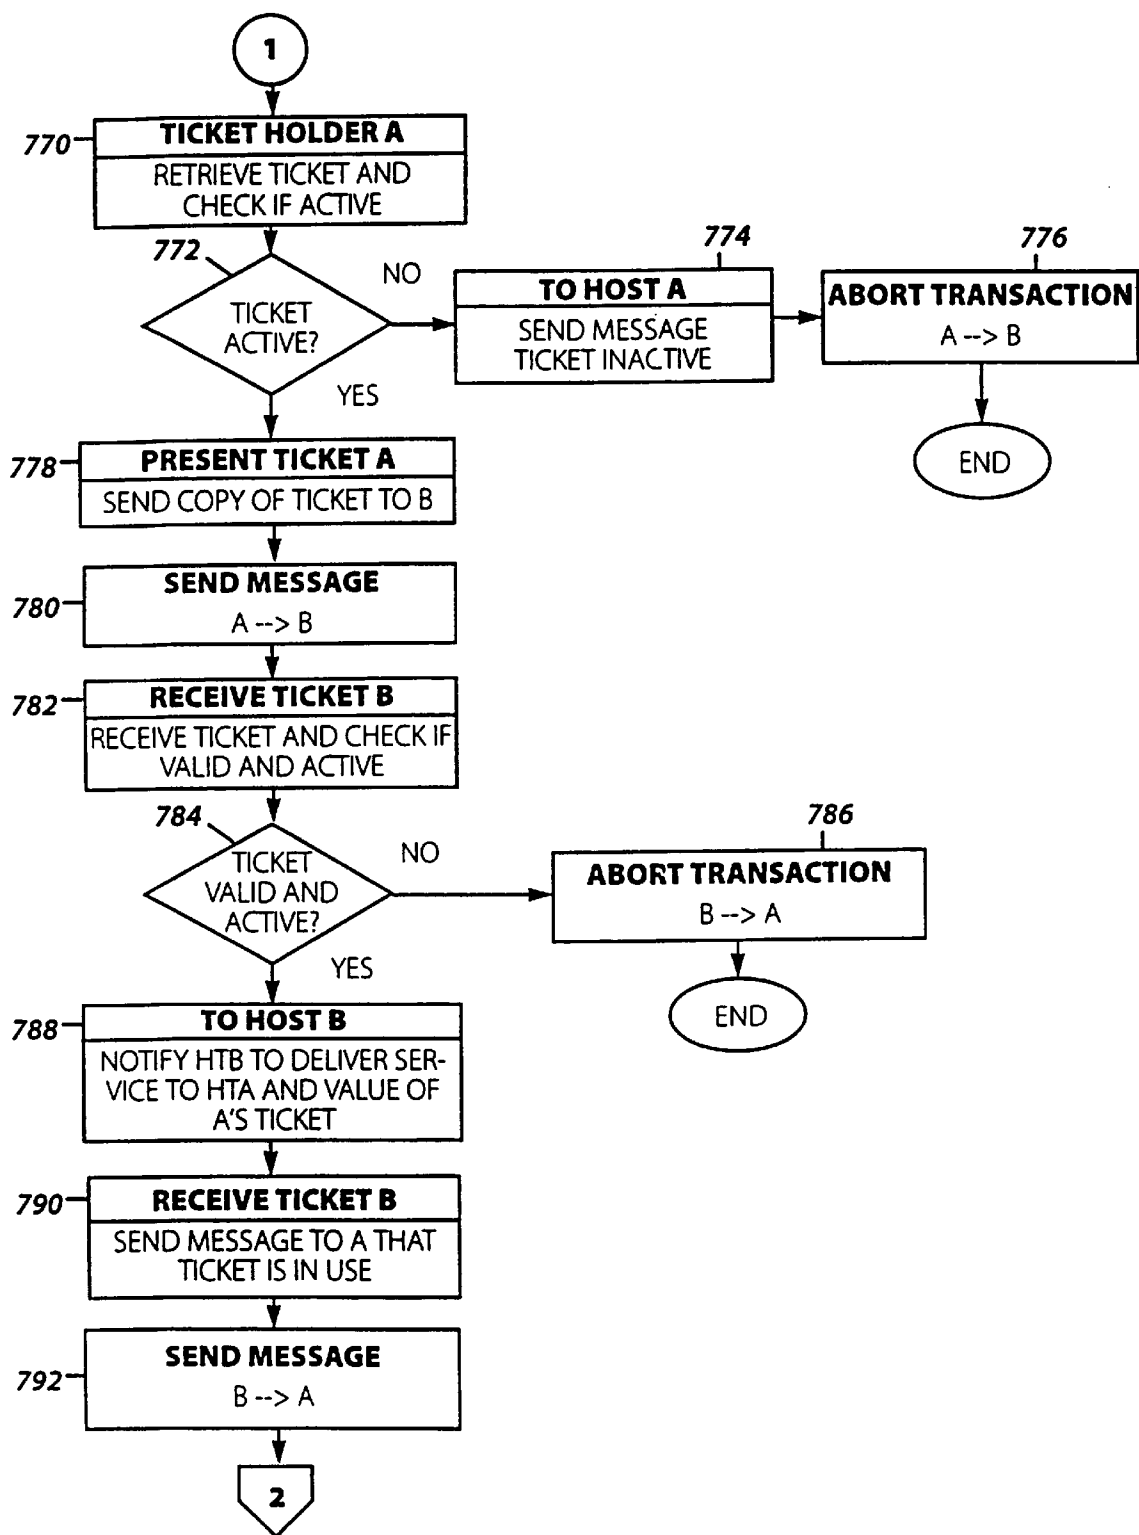 1
770
TICKET HOLDER A
RETRIEVE TICKET AND
CHECK IF ACTIVE
772
TICKET
ACTIVE?
NO
YES
774
TO HOST A
SEND MESSAGE
TICKET INACTIVE
776
ABORT TRANSACTION
A --> B
END
778
PRESENT TICKET A
SEND COPY OF TICKET TO B
780
SEND MESSAGE
A --> B
782
RECEIVE TICKET B
RECEIVE TICKET AND CHECK IF
VALID AND ACTIVE
784
TICKET
VALID AND
ACTIVE?
NO
YES
786
ABORT TRANSACTION
B --> A
END
788
TO HOST B
NOTIFY HTB TO DELIVER SER-
VICE TO HTA AND VALUE OF
A'S TICKET
790
RECEIVE TICKET B
SEND MESSAGE TO A THAT
TICKET IS IN USE
792
SEND MESSAGE
B --> A
2